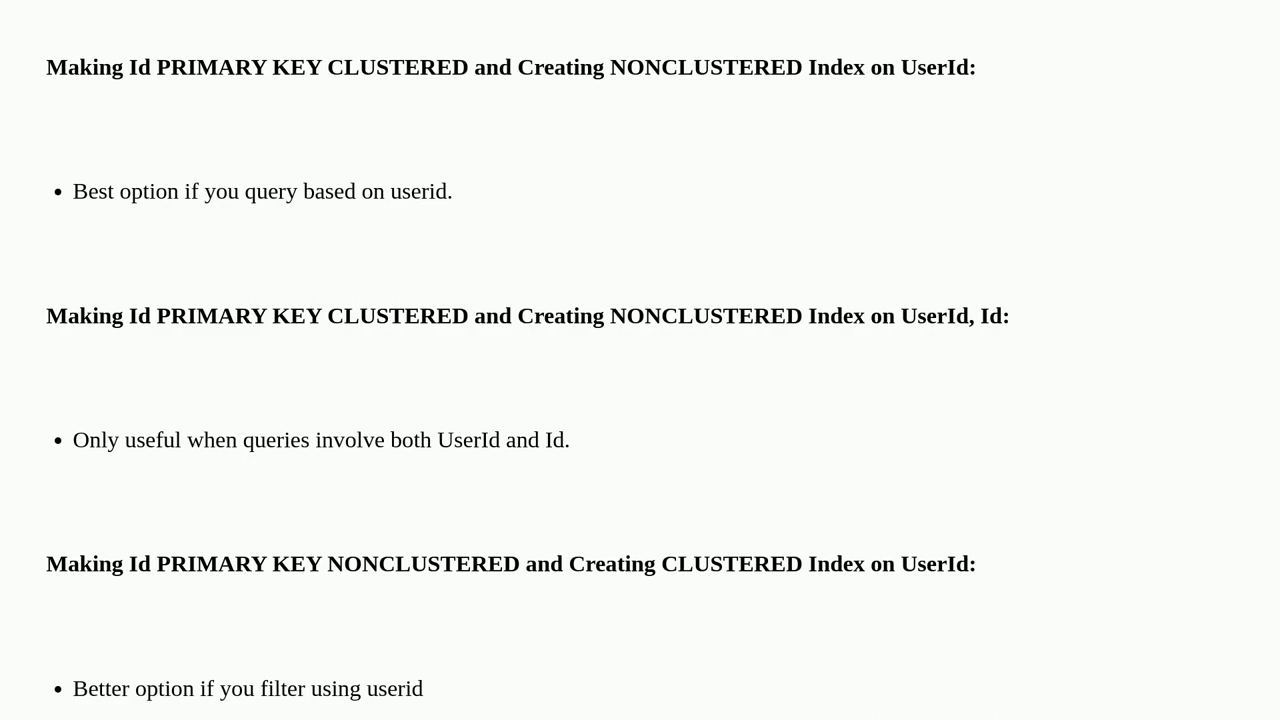 Making Id PRIMARY KEY CLUSTERED and Creating NONCLUSTERED Index on UserId:
• Best option if you query based on userid.
Making Id PRIMARY KEY CLUSTERED and Creating NONCLUSTERED Index on UserId, Id:
• Only useful when queries involve both UserId and Id.
Making Id PRIMARY KEY NONCLUSTERED and Creating CLUSTERED Index on UserId:
• Better option if you filter using userid